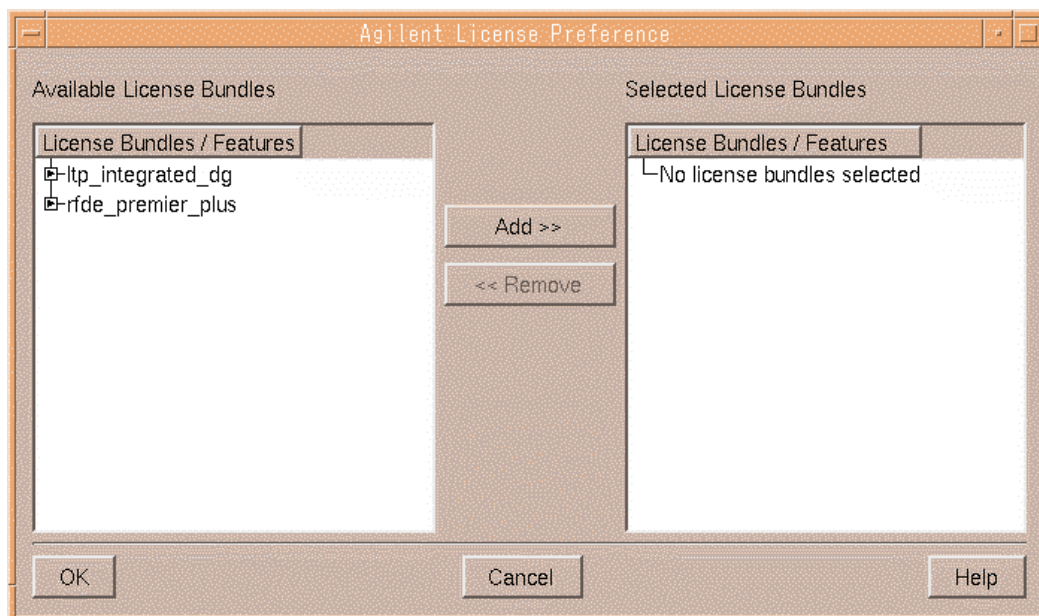 Agilent License Preference
Available License Bundles
Selected License Bundles
License Bundles / Features
License Bundles / Features
ltp_integrated_dg
No license bundles selected
rfde_premier_plus
Add >>
<< Remove
OK
Cancel
Help